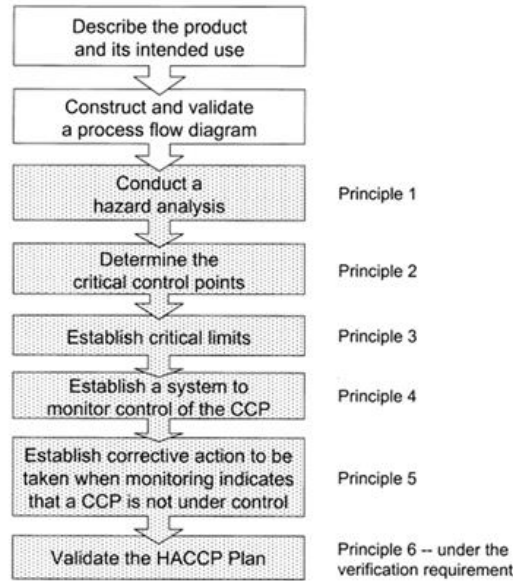 Describe the product
and its intended use
Construct and validate
a process flow diagram
Conduct a
hazard analysis
Principle 1
Determine the
critical control points
Principle 2
Establish critical limits
Principle 3
Establish a system to
monitor control of the CCP
Principle 4
Establish corrective action to be
taken when monitoring indicates
that a CCP is not under control
Principle 5
Validate the HACCP Plan
Principle 6 -- under the
verification requirement